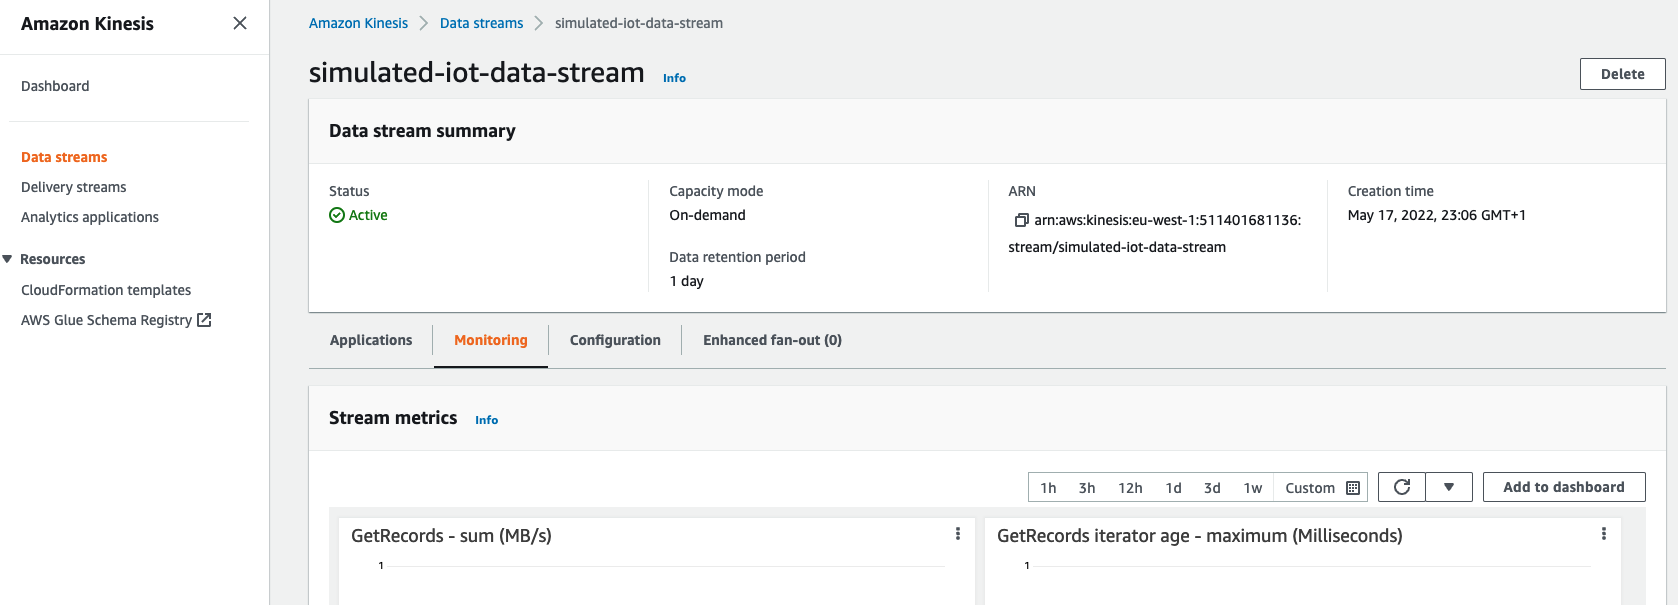 Amazon Kinesis
Dashboard
Data streams
Delivery streams
Analytics applications
Resources
CloudFormation templates
AWS Glue Schema Registry
Amazon Kinesis > Data streams > simulated-iot-data-stream
simulated-iot-data-stream Info
Delete
Data stream summary
Status
Active
Capacity mode
On-demand
Data retention period
1 day
ARN
arn:aws:kinesis:eu-west-1:511401681136:
stream/simulated-iot-data-stream
Creation time
May 17, 2022, 23:06 GMT+1
Applications Monitoring Configuration Enhanced fan-out (0)
Stream metrics Info
1h 3h 12h 1d 3d 1w Custom Add to dashboard
GetRecords - sum (MB/s)
1
GetRecords iterator age - maximum (Milliseconds)
1